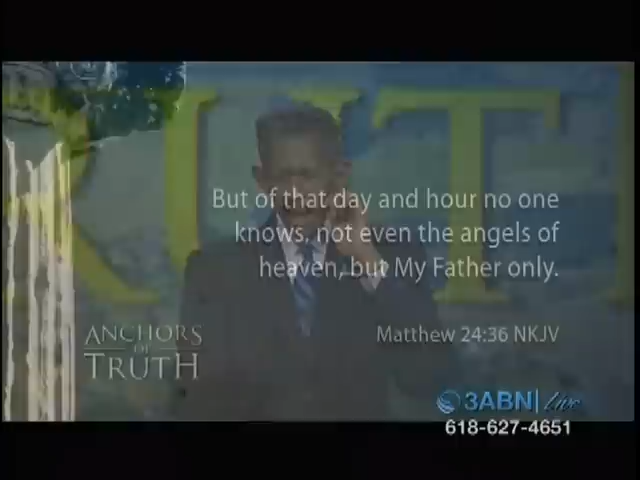 RUTH
But of that day and hour no one
knows, not even the angels of
heaven, but My Father only.
Matthew 24:36 NKJV
ANCHORS
OF
TRUTH
3ABN live
618-627-4651